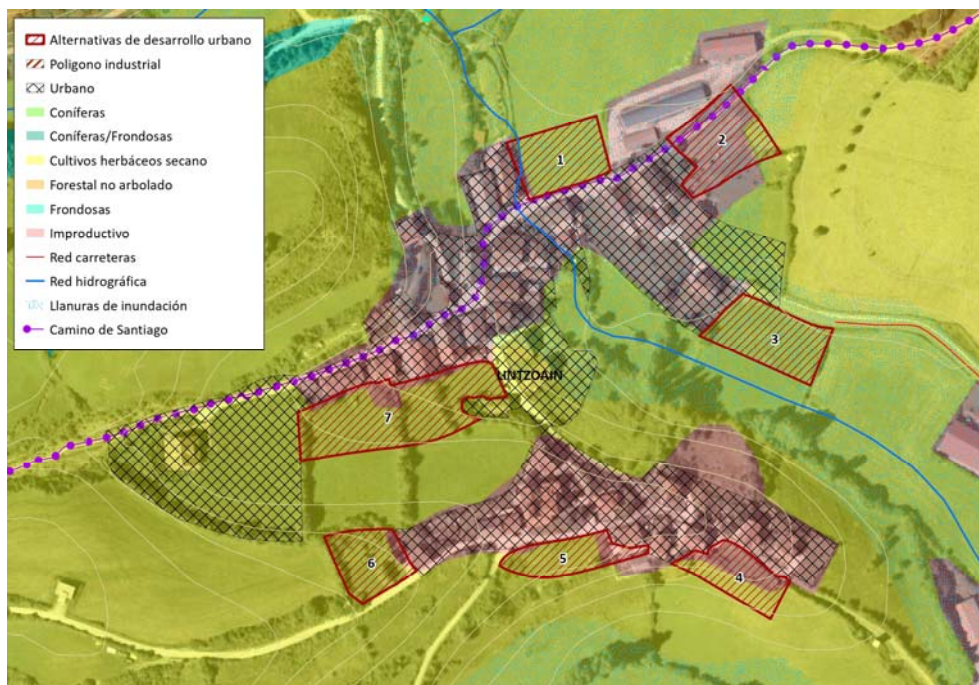 Alternativas de desarrollo urbano
Poligono industrial
Urbano
Coníferas
Coníferas/Frondosas
Cultivos herbáceos secano
Forestal no arbolado
Frondosas
Improductivo
Red carreteras
Red hidrográfica
Llanuras de inundación
Camino de Santiago
1
2
3
LINTZOAIN
7
6
5
4